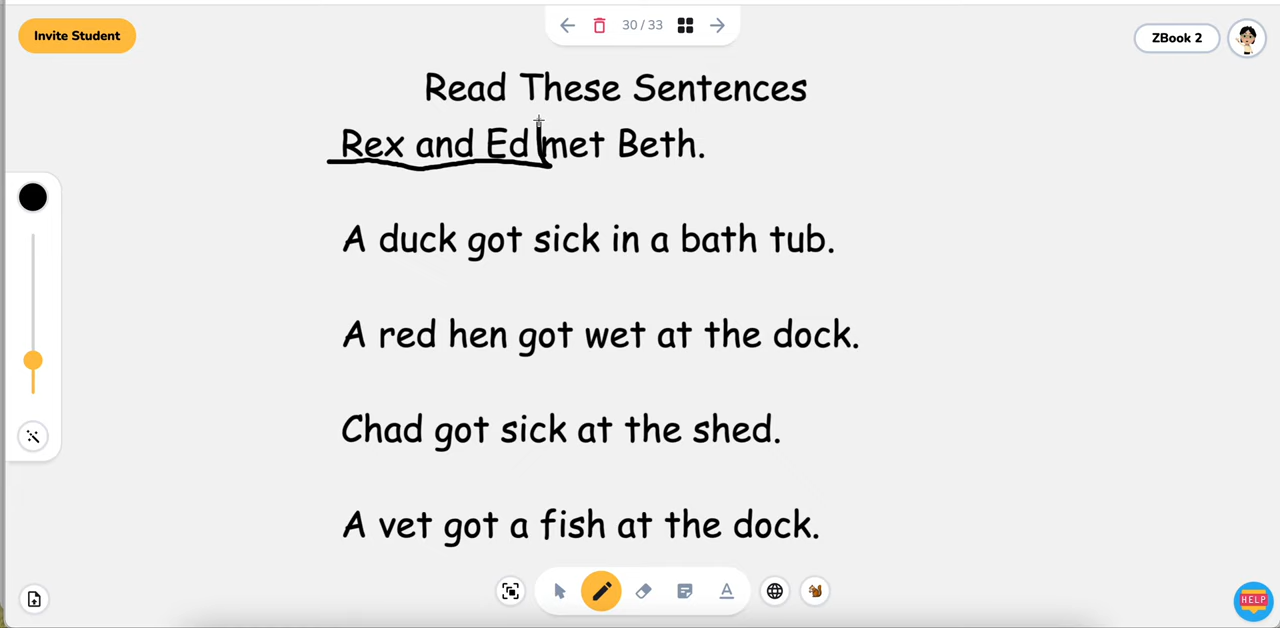 Invite Student
30 / 33
ZBook 2
Read These Sentences
Rex and Ed met Beth.
A duck got sick in a bath tub.
A red hen got wet at the dock.
Chad got sick at the shed.
A vet got a fish at the dock.
A
HELP